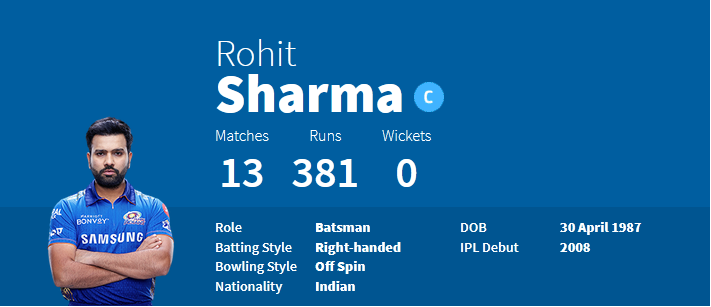 Rohit
Sharma C
Matches Runs Wickets
13 381 0
Role Batsman DOB 30 April 1987
Batting Style Right-handed IPL Debut 2008
Bowling Style Off Spin
Nationality Indian
MARRIOTT
BONVOY
SAMSUNG